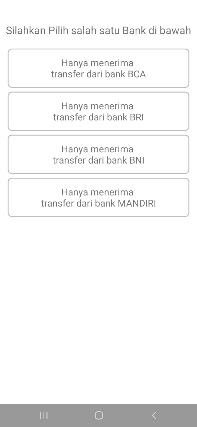 Silahkan Pilih salah satu Bank di bawah
Hanya menerima
transfer dari bank BCA
Hanya menerima
transfer dari bank BRI
Hanya menerima
transfer dari bank BNI
Hanya menerima
transfer dari bank MANDIRI